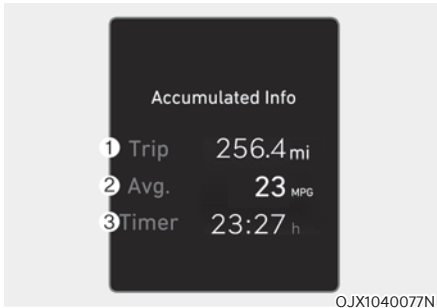 Accumulated Info
1 Trip 256.4 mi
2 Avg. 23 MPG
3 Timer 23:27 h
OJX1040077N